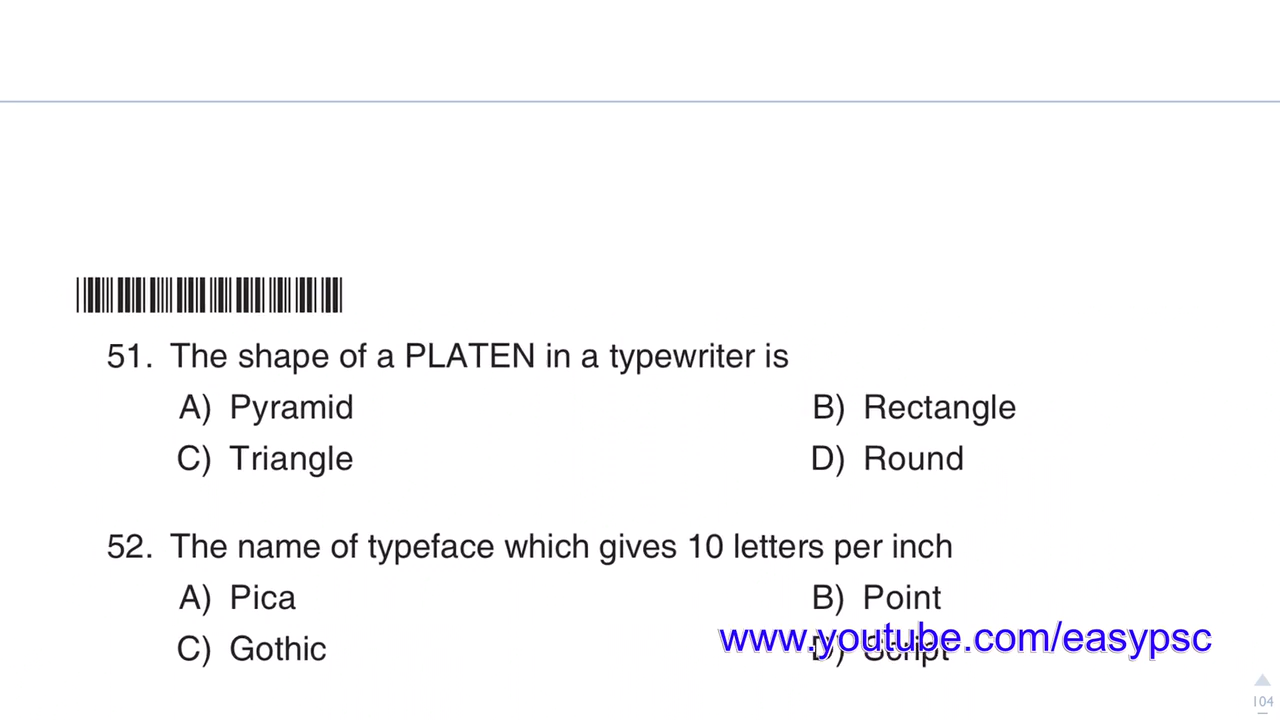 51. The shape of a PLATEN in a typewriter is
A) Pyramid B) Rectangle
C) Triangle D) Round
52. The name of typeface which gives 10 letters per inch
A) Pica B) Point
C) Gothic D) Script
www.youtube.com/easypsc
104